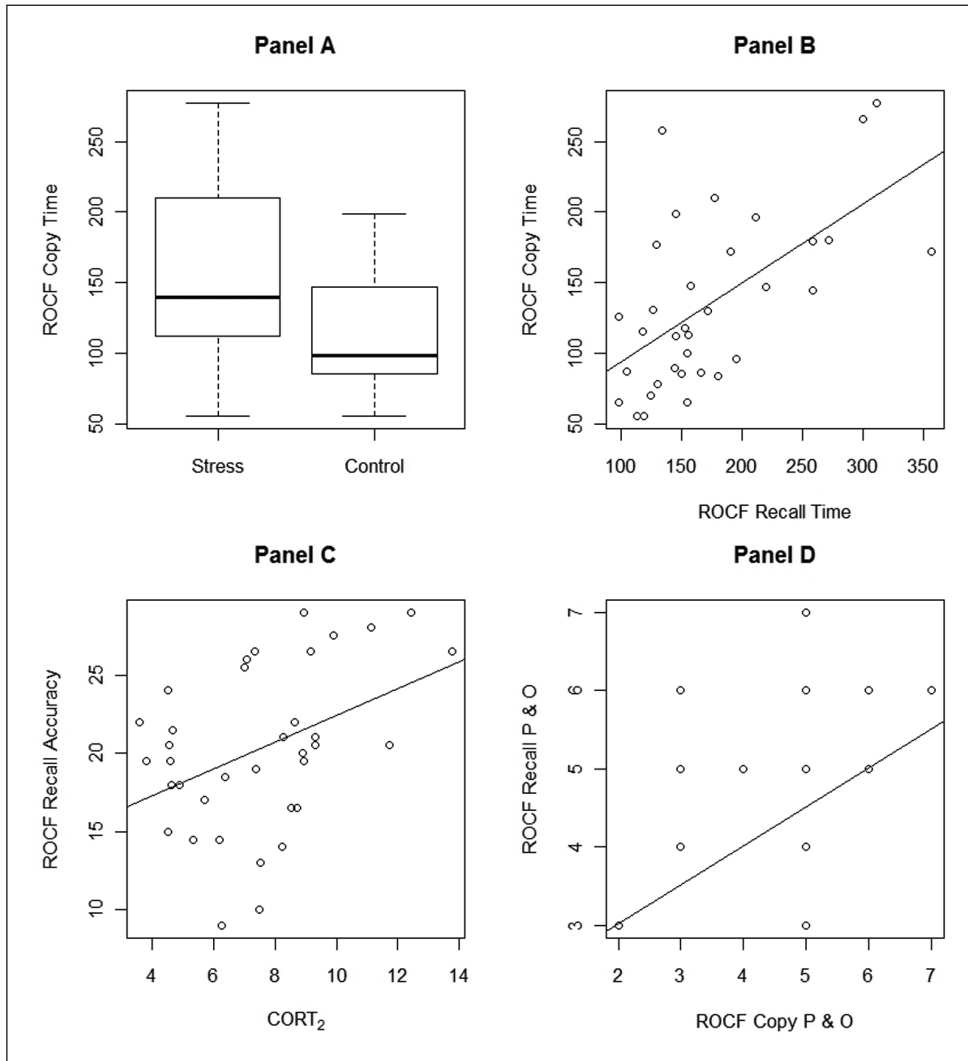 Panel A
ROCF Copy Time
50 100 150 200 250
Stress Control
Panel B
ROCF Copy Time
50 100 150 200 250
100 150 200 250 300 350
ROCF Recall Time
Panel C
ROCF Recall Accuracy
10 15 20 25
4 6 8 10 12 14
CORT₂
Panel D
ROCF Recall P & O
3 4 5 6 7
2 3 4 5 6 7
ROCF Copy P & O